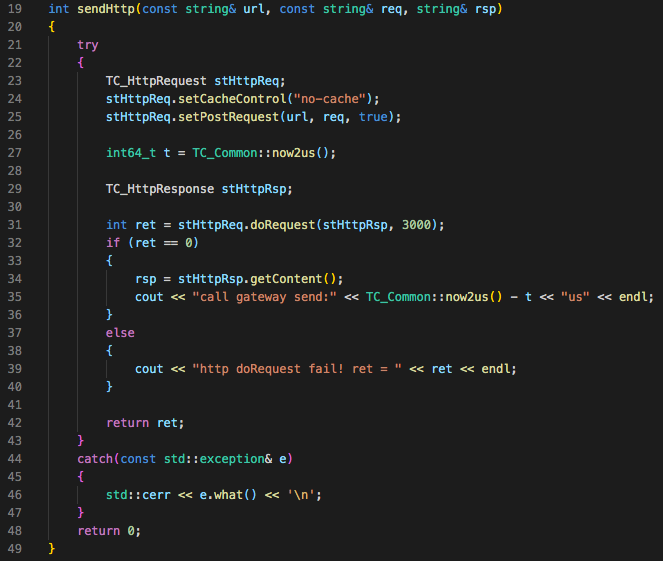 19 int sendHttp(const string& url, const string& req, string& rsp)
20 {
21     try
22     {
23         TC_HttpRequest stHttpReq;
24         stHttpReq.setCacheControl("no-cache");
25         stHttpReq.setPostRequest(url, req, true);
26
27         int64_t t = TC_Common::now2us();
28
29         TC_HttpResponse stHttpRsp;
30
31         int ret = stHttpReq.doRequest(stHttpRsp, 3000);
32         if (ret == 0)
33         {
34             rsp = stHttpRsp.getContent();
35             cout << "call gateway send:" << TC_Common::now2us() - t << "us" << endl;
36         }
37         else
38         {
39             cout << "http doRequest fail! ret = " << ret << endl;
40         }
41
42         return ret;
43     }
44     catch(const std::exception& e)
45     {
46         std::cerr << e.what() << '\n';
47     }
48     return 0;
49 }